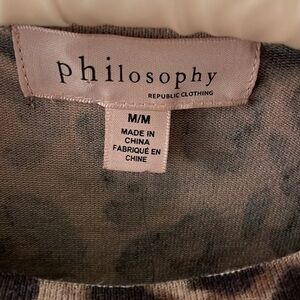 philosophy
REPUBLIC CLOTHING
M/M
MADE IN
CHINA
FABRIQUÉ EN
CHINE